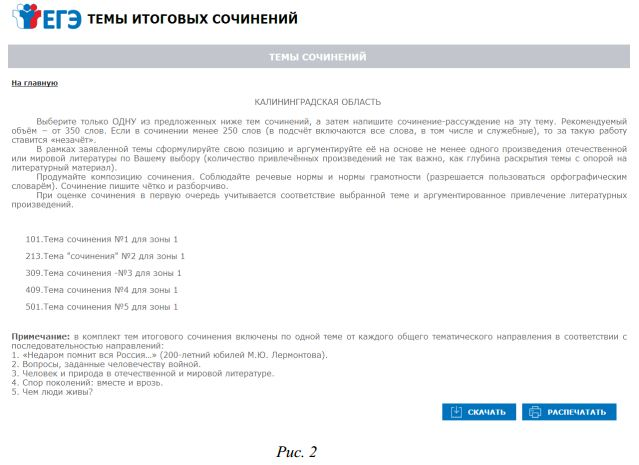 ЕГЭ ТЕМЫ ИТОГОВЫХ СОЧИНЕНИЙ
ТЕМЫ СОЧИНЕНИЙ
На главную
КАЛИНИНГРАДСКАЯ ОБЛАСТЬ
Выберите только ОДНУ из предложенных ниже тем сочинений, а затем напишите сочинение-рассуждение на эту тему. Рекомендуемый
объём – от 350 слов. Если в сочинении менее 250 слов (в подсчёт включаются все слова, в том числе и служебные), то за такую работу
ставится «незачёт».
В рамках заявленной темы сформулируйте свою позицию и аргументируйте её на основе не менее одного произведения отечественной
или мировой литературы по Вашему выбору (количество привлечённых произведений не так важно, как глубина раскрытия темы с опорой на
литературный материал).
Продумайте композицию сочинения. Соблюдайте речевые нормы и нормы грамотности (разрешается пользоваться орфографическим
словарём). Сочинение пишите чётко и разборчиво.
При оценке сочинения в первую очередь учитывается соответствие выбранной теме и аргументированное привлечение литературных
произведений.
101.Тема сочинения №1 для зоны 1
213.Тема "сочинения" №2 для зоны 1
309.Тема сочинения -№3 для зоны 1
409.Тема сочинения №4 для зоны 1
501.Тема сочинения №5 для зоны 1
Примечание: в комплект тем итогового сочинения включены по одной теме от каждого общего тематического направления в соответствии с
последовательностью направлений:
1. «Недаром помнит вся Россия…» (200-летний юбилей М.Ю. Лермонтова).
2. Вопросы, заданные человечеству войной.
3. Человек и природа в отечественной и мировой литературе.
4. Спор поколений: вместе и врозь.
5. Чем люди живы?
СКАЧАТЬ РАСПЕЧАТАТЬ
Рис. 2